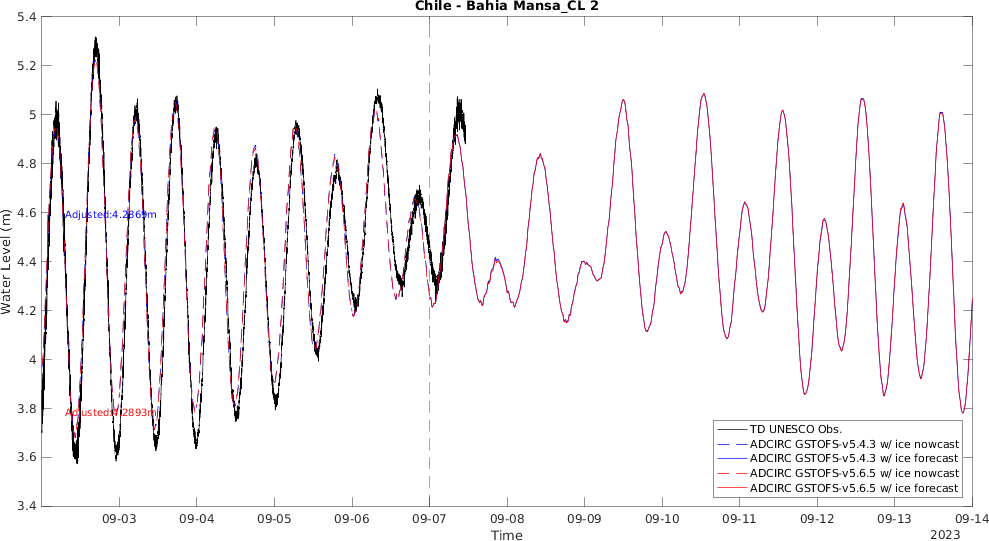 Chile - Bahia Mansa_CL 2
5.4
5.2
5
4.8
4.6
4.4
4.2
4
3.8
3.6
3.4
Water Level (m)
Adjusted:4.2369m
Adjusted:4.2893m
TD UNESCO Obs.
ADCIRC GSTOFS-v5.4.3 w/ ice nowcast
ADCIRC GSTOFS-v5.4.3 w/ ice forecast
ADCIRC GSTOFS-v5.6.5 w/ ice nowcast
ADCIRC GSTOFS-v5.6.5 w/ ice forecast
09-03 09-04 09-05 09-06 09-07 09-08 09-09 09-10 09-11 09-12 09-13 09-14
Time
2023